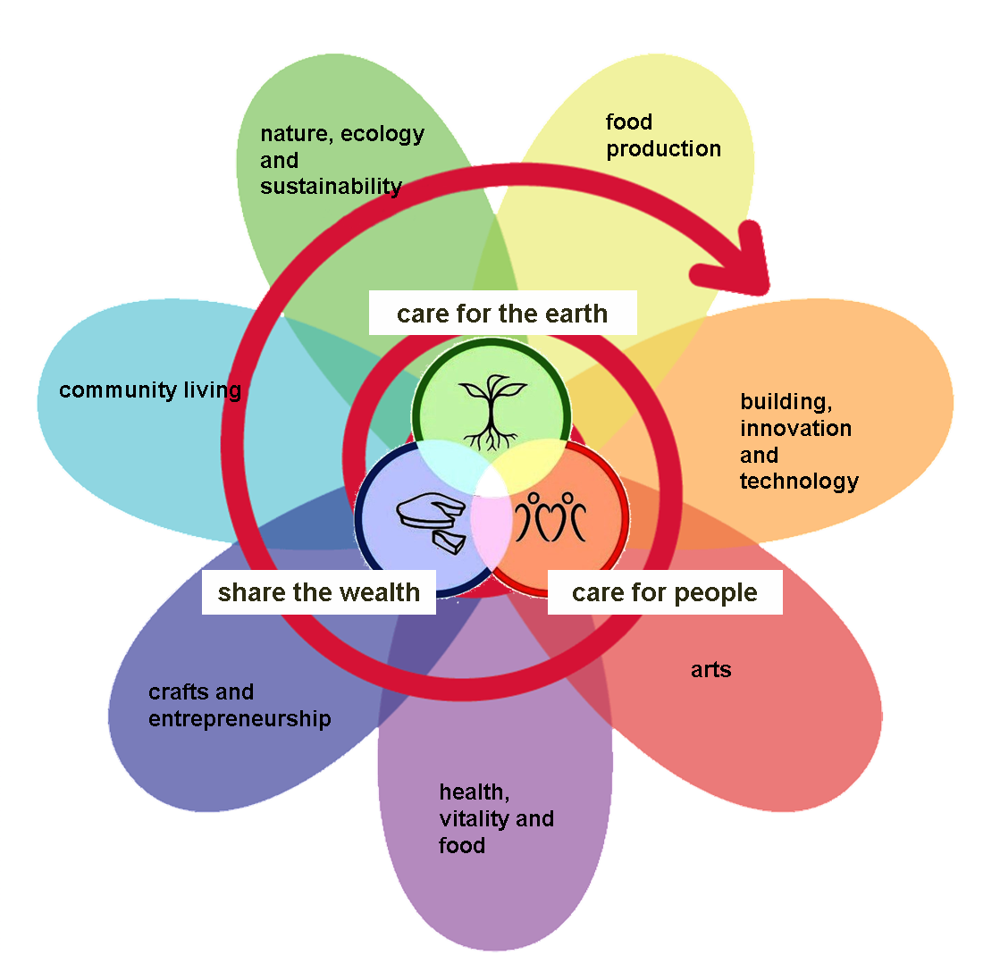 nature, ecology
and
sustainability
food
production
care for the earth
community living
building,
innovation
and
technology
share the wealth
care for people
arts
crafts and
entrepreneurship
health,
vitality and
food